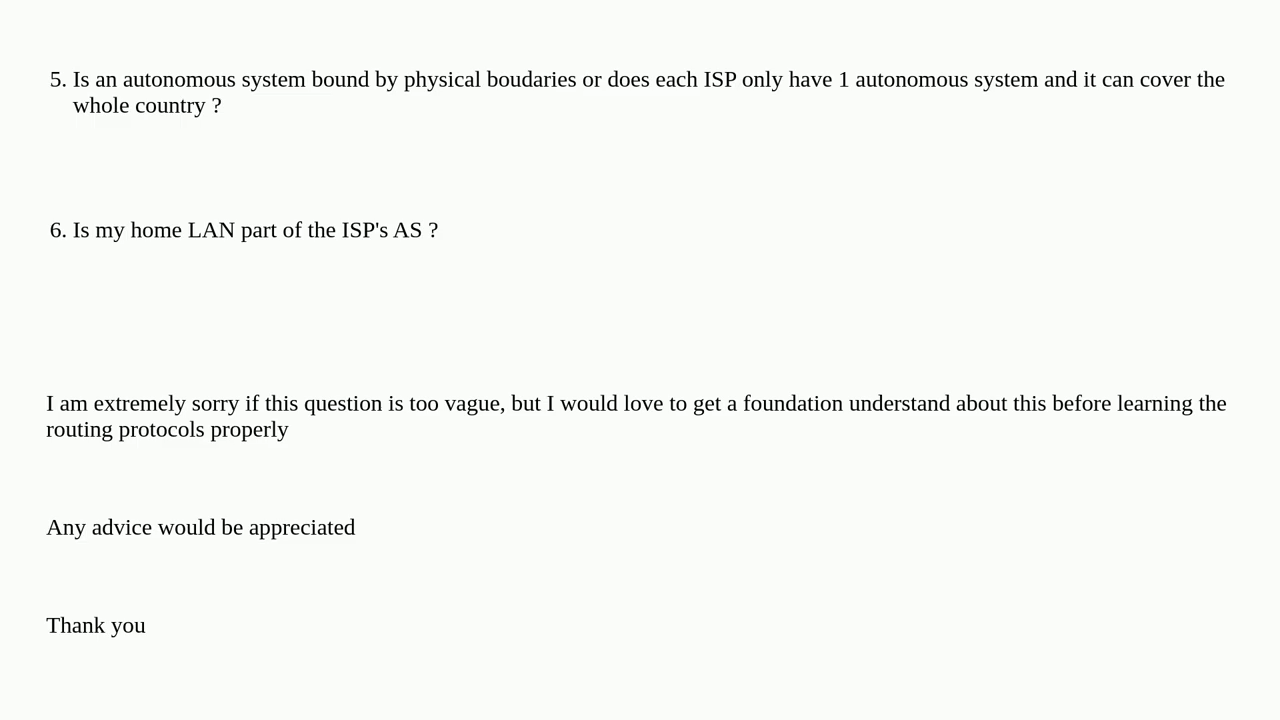 5. Is an autonomous system bound by physical boudaries or does each ISP only have 1 autonomous system and it can cover the
whole country ?
6. Is my home LAN part of the ISP's AS ?
I am extremely sorry if this question is too vague, but I would love to get a foundation understand about this before learning the
routing protocols properly
Any advice would be appreciated
Thank you